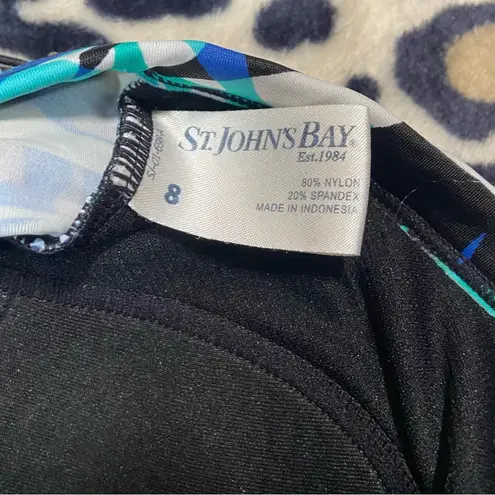 ST. JOHN'S BAY®
Est. 1984
80% NYLON
20% SPANDEX
MADE IN INDONESIA
8